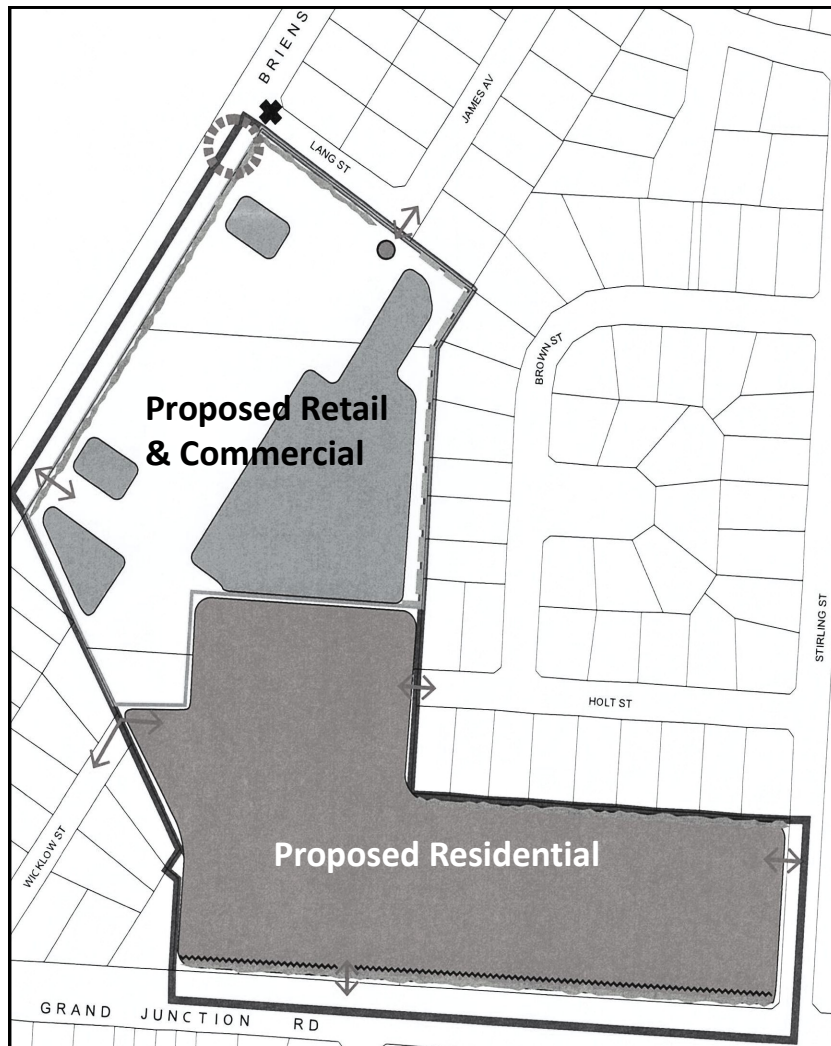 BRIENS
JAMES AV
LANG ST
Proposed Retail
& Commercial
BROWN ST
STIRLING ST
HOLT ST
Proposed Residential
WICKLOW ST
GRAND JUNCTION RD